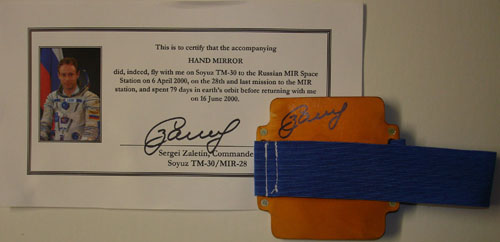 This is to certify that the accompanying
HAND MIRROR
did, indeed, fly with me on Soyuz TM-30 to the Russian MIR Space
Station on 6 April 2000, on the 28th and last mission to the MIR
station, and spent 79 days in earth's orbit before returning with me
on 16 June 2000.
Sergei Zaletin, Commande
Soyuz TM-30/MIR-28